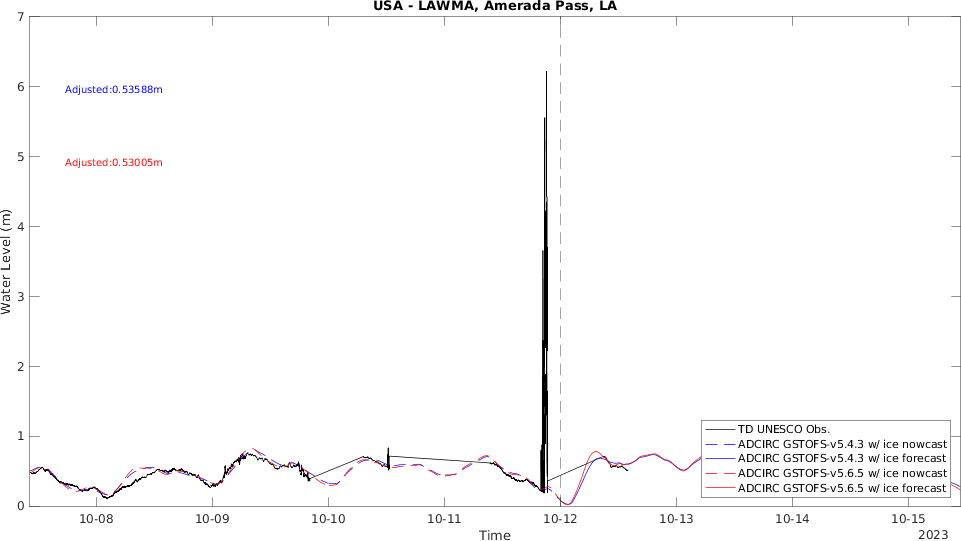 USA - LAWMA, Amerada Pass, LA
7
6
5
4
3
2
1
0
Water Level (m)
Adjusted:0.53588m
Adjusted:0.53005m
TD UNESCO Obs.
ADCIRC GSTOFS-v5.4.3 w/ ice nowcast
ADCIRC GSTOFS-v5.4.3 w/ ice forecast
ADCIRC GSTOFS-v5.6.5 w/ ice nowcast
ADCIRC GSTOFS-v5.6.5 w/ ice forecast
10-08 10-09 10-10 10-11 10-12 10-13 10-14 10-15
Time
2023